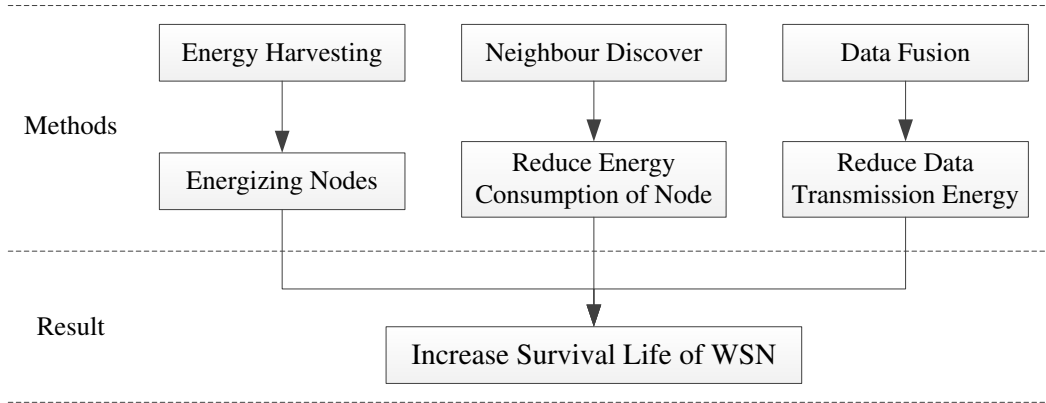 Energy Harvesting
Neighbour Discover
Data Fusion
Methods
Energizing Nodes
Reduce Energy
Consumption of Node
Reduce Data
Transmission Energy
Result
Increase Survival Life of WSN